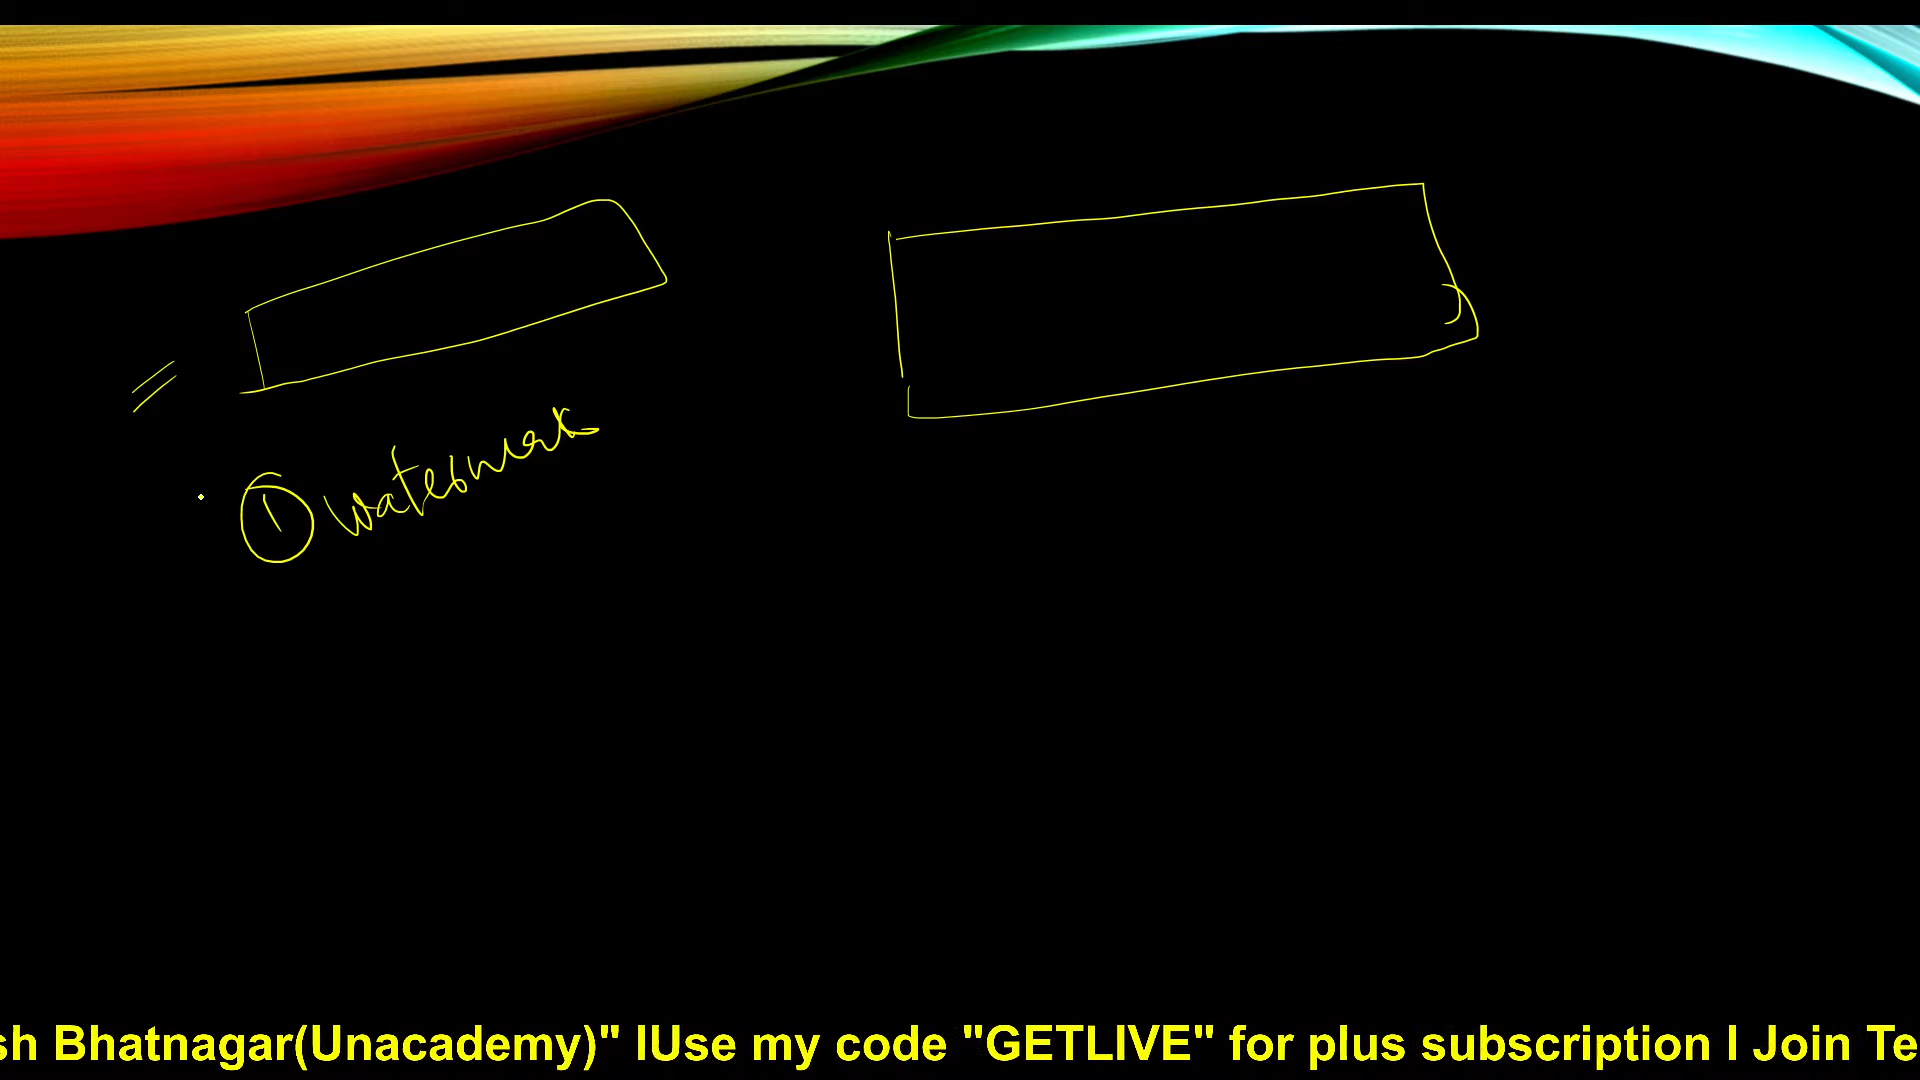 ① watermark
sh Bhatnagar(Unacademy)" IUse my code "GETLIVE" for plus subscription I Join Te